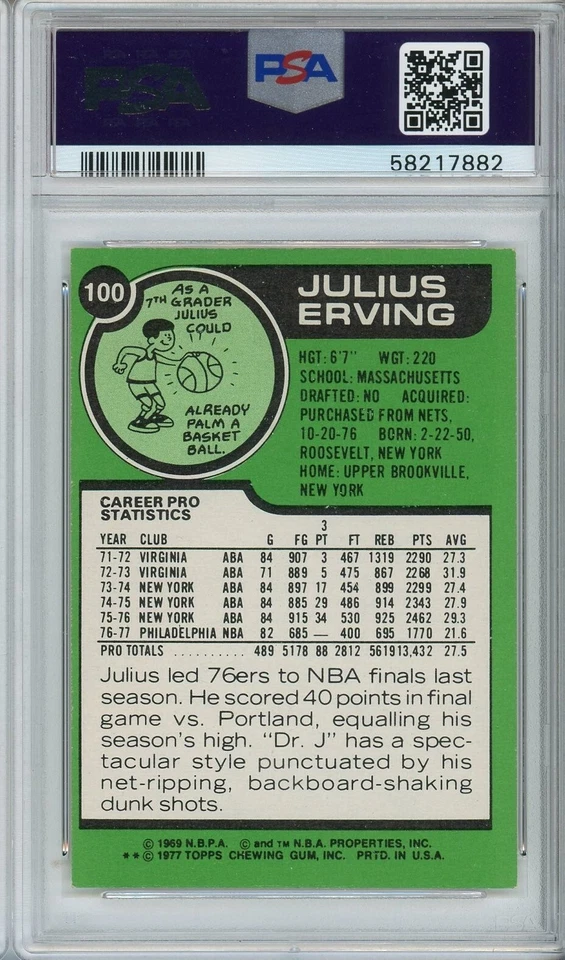 PSA
PSA
58217882
100
AS A
7TH GRADER
JULIUS
COULD
ALREADY
PALM A
BASKET
BALL.
JULIUS
ERVING
HGT: 6'7" WGT: 220
SCHOOL: MASSACHUSETTS
DRAFTED: NO ACQUIRED:
PURCHASED FROM NETS,
10-20-76 BORN: 2-22-50,
ROOSEVELT, NEW YORK
HOME: UPPER BROOKVILLE,
NEW YORK
CAREER PRO
STATISTICS
3
YEAR CLUB G FG PT FT REB PTS AVG
71-72 VIRGINIA ABA 84 907 3 467 1319 2290 27.3
72-73 VIRGINIA ABA 71 889 5 475 867 2268 31.9
73-74 NEW YORK ABA 84 897 17 454 899 2299 27.4
74-75 NEW YORK ABA 84 885 29 486 914 2343 27.9
75-76 NEW YORK ABA 84 915 34 530 925 2462 29.3
76-77 PHILADELPHIA NBA 82 685 — 400 695 1770 21.6
PRO TOTALS .......... 489 5178 88 2812 5619 13,432 27.5
Julius led 76ers to NBA finals last
season. He scored 40 points in final
game vs. Portland, equalling his
season's high. "Dr. J" has a spec-
tacular style punctuated by his
net-ripping, backboard-shaking
dunk shots.
© 1969 N.B.P.A. © and TM N.B.A. PROPERTIES, INC.
**© 1977 TOPPS CHEWING GUM, INC. PRTD. IN U.S.A.